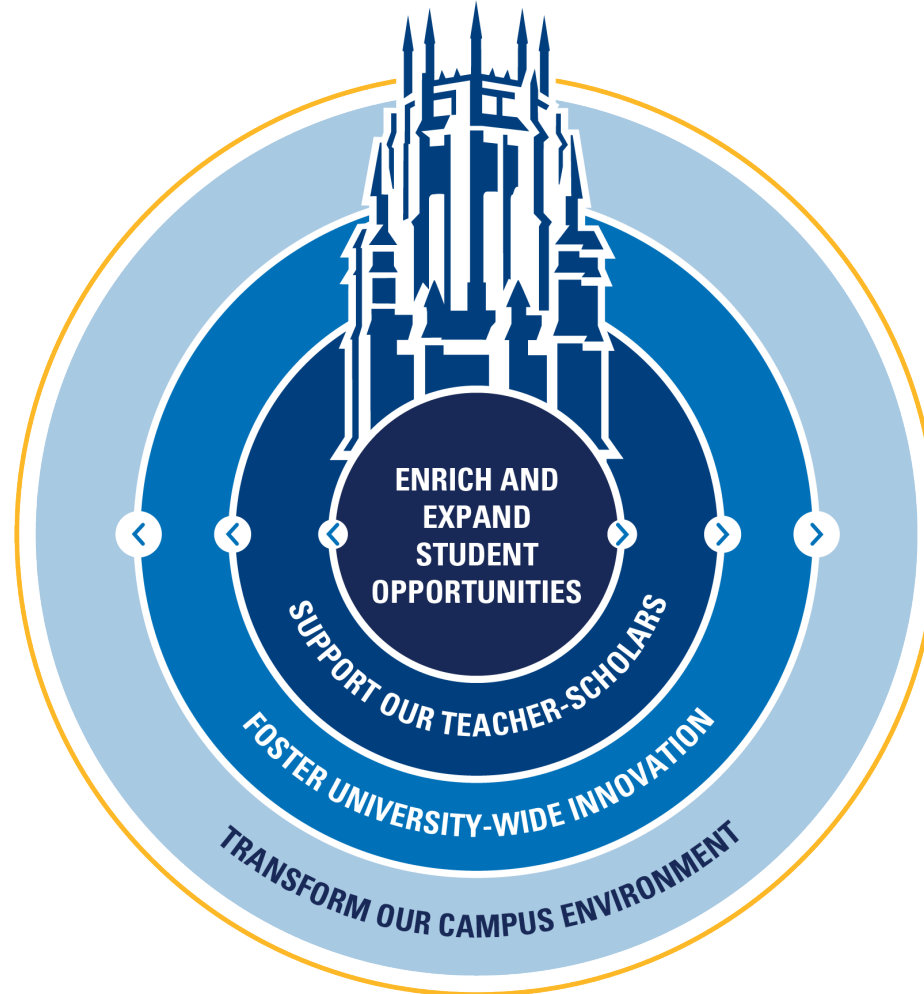 ENRICH AND
EXPAND
STUDENT
OPPORTUNITIES
SUPPORT OUR TEACHER-SCHOLARS
FOSTER UNIVERSITY-WIDE INNOVATION
TRANSFORM OUR CAMPUS ENVIRONMENT